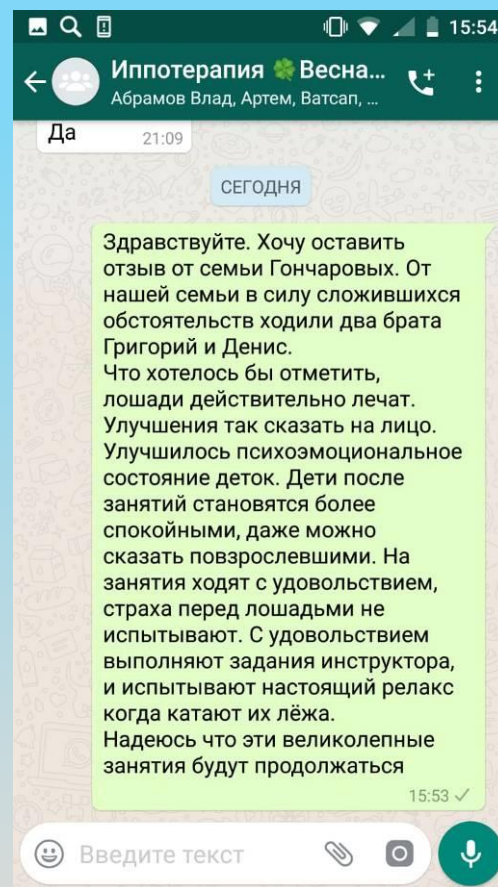 15:54
Иппотерапия 🍀Весна...
Абрамов Влад, Артем, Ватсап, ...
Да
21:09
СЕГОДНЯ
Здравствуйте. Хочу оставить
отзыв от семьи Гончаровых. От
нашей семьи в силу сложившихся
обстоятельств ходили два брата
Григорий и Денис.
Что хотелось бы отметить,
лошади действительно лечат.
Улучшения так сказать на лицо.
Улучшилось психоэмоциональное
состояние деток. Дети после
занятий становятся более
спокойными, даже можно
сказать повзрослевшими. На
занятия ходят с удовольствием,
страха перед лошадьми не
испытывают. С удовольствием
выполняют задания инструктора,
и испытывают настоящий релакс
когда катают их лёжа.
Надеюсь что эти великолепные
занятия будут продолжаться
15:53
Введите текст